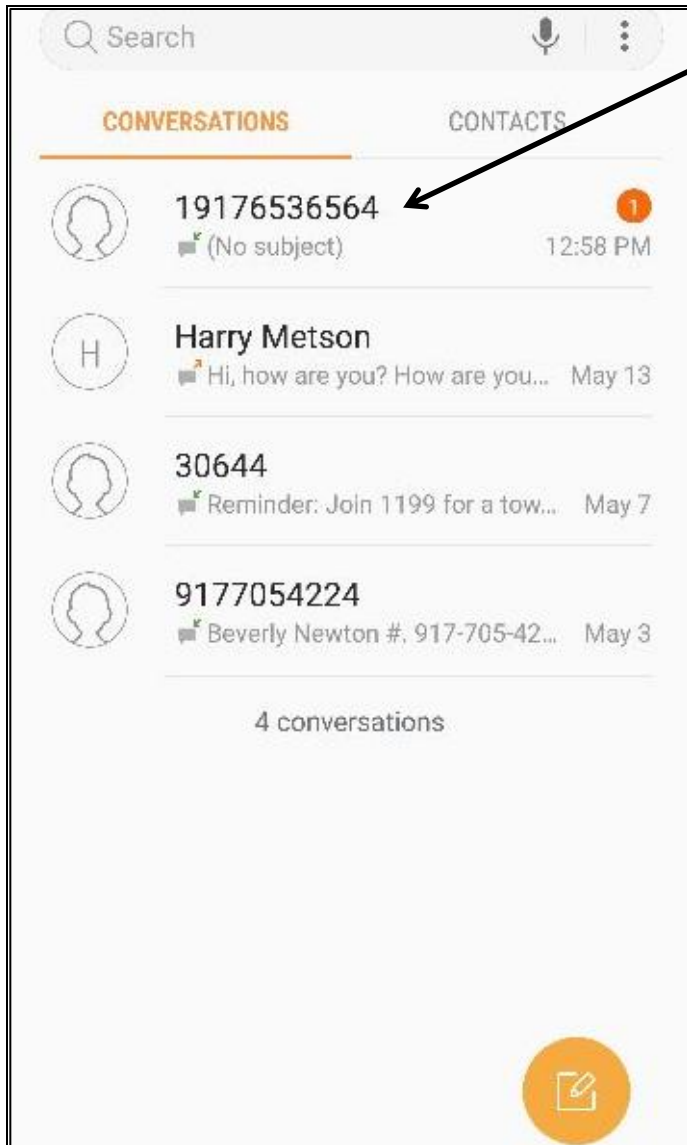 Search
CONVERSATIONS CONTACTS
19176536564 1
(No subject) 12:58 PM
H
Harry Metson
Hi, how are you? How are you... May 13
30644
Reminder: Join 1199 for a tow... May 7
9177054224
Beverly Newton #. 917-705-42... May 3
4 conversations